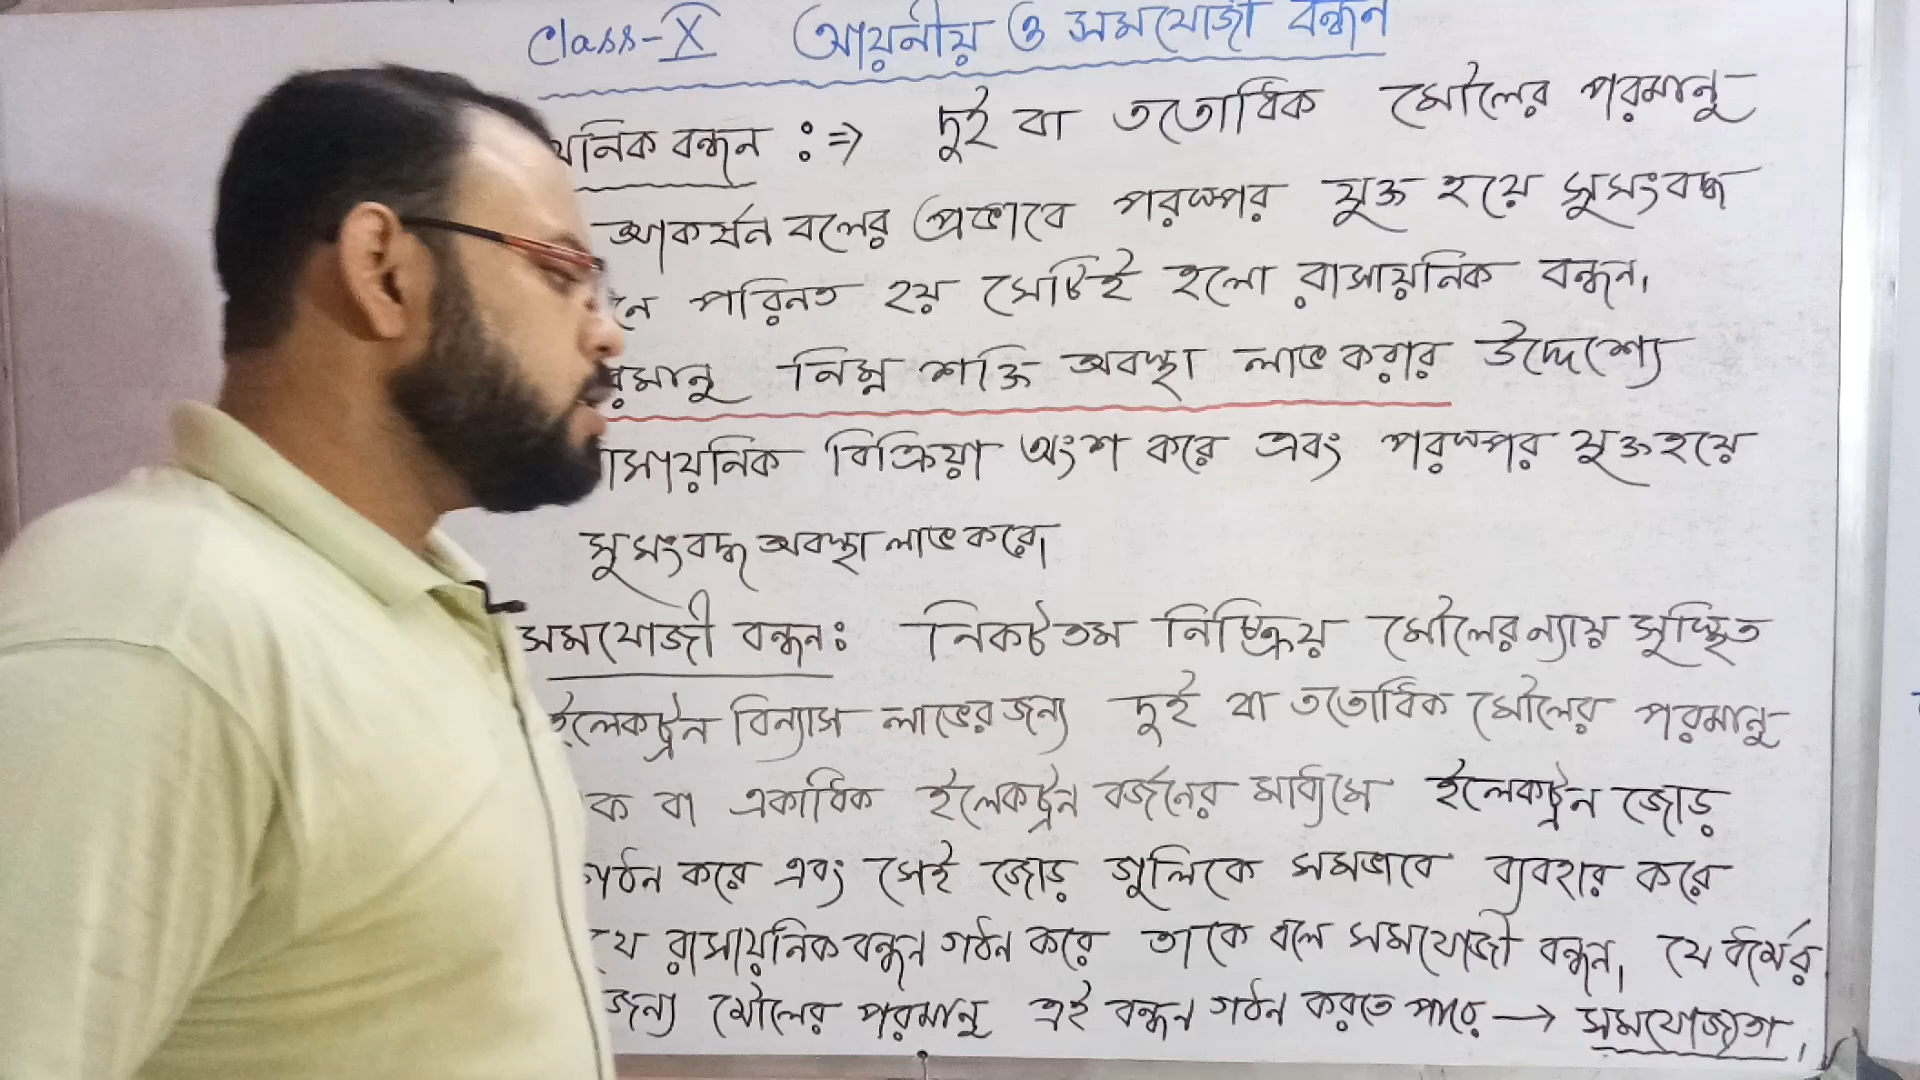 Class-X আয়নীয় ও সমযোজী বন্ধন
য়নিক বন্ধন :⇒ দুই বা ততোধিক মৌলের পরমানু
আকর্ষন বলের প্রভাবে পরস্পর যুক্ত হয়ে সুসংবদ্ধ
পরিনত হয় সেটিই হলো রাসায়নিক বন্ধন।
রমানু নিম্ন শক্তি অবস্থা লাভ করার উদ্দেশ্যে
াসায়নিক বিক্রিয়া অংশ করে এবং পরস্পর যুক্ত হয়ে
সুসংবদ্ধ অবস্থা লাভ করে।
সমযোজী বন্ধন: নিকটতম নিষ্ক্রিয় মৌলের ন্যায় সুস্থিত
ইলেকট্রন বিন্যাস লাভের জন্য দুই বা ততোধিক মৌলের পরমানু
ক বা একাধিক ইলেকট্রন বর্জনের মাধ্যমে ইলেকট্রন জোড়
গঠন করে এবং সেই জোড় গুলিকে সমভাবে ব্যবহার করে
যে রাসায়নিক বন্ধন গঠন করে তাকে বলে সমযোজী বন্ধন, যে ধর্মের
জন্য মৌলের পরমানু এই বন্ধন গঠন করতে পারে → সমযোজ্যতা,